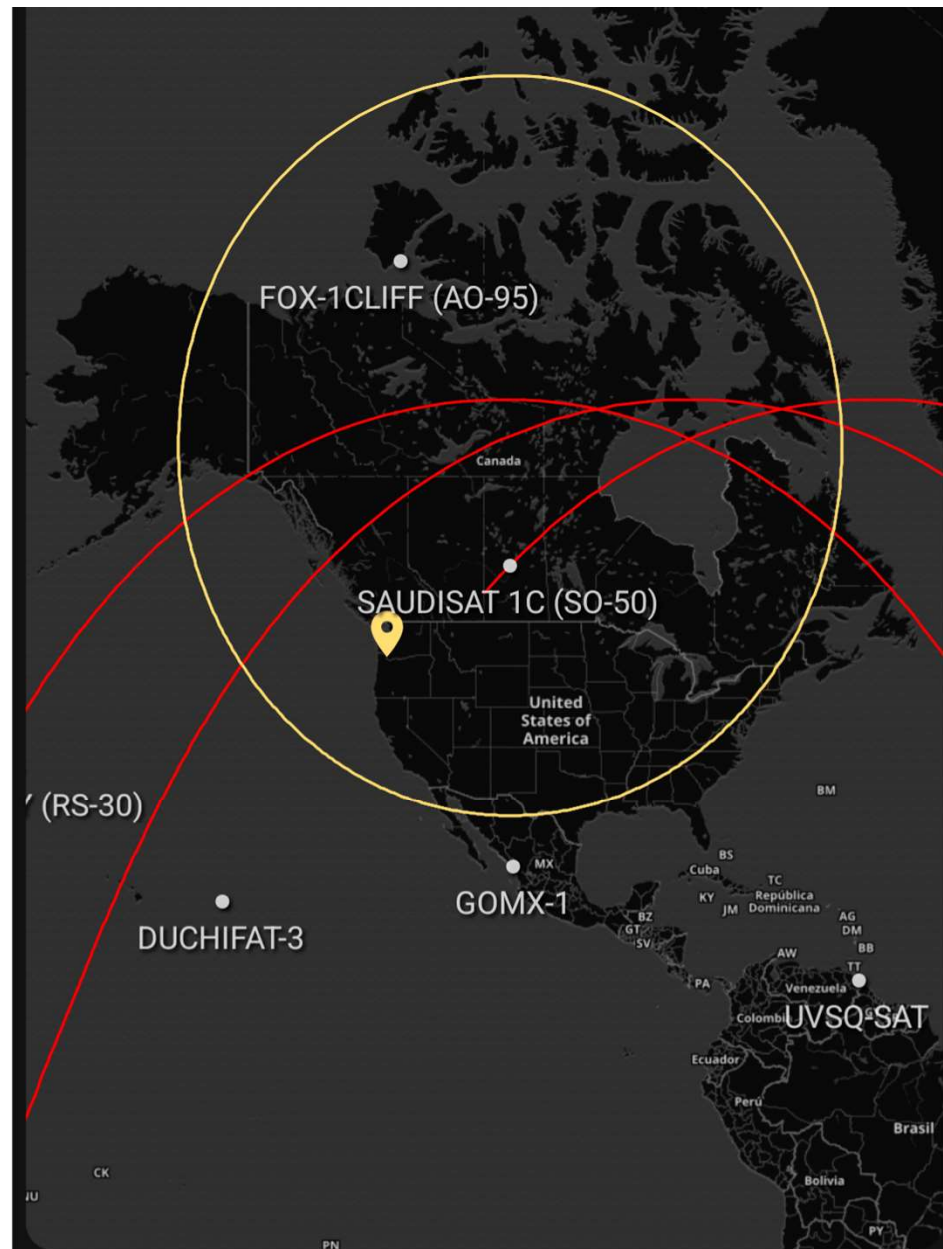 FOX-1CLIFF (AO-95)
Canada
SAUDISAT 1C (SO-50)
United
States of
America
BM
(RS-30)
BS
Cuba
MX
TC
KY
República
Dominicana
JM
GOMX-1
BZ
AG
GT
DM
SV
BB
DUCHIFAT-3
AW
TT
PA
Venezuela
Colombia
UVSQ-SAT
Ecuador
Perú
Brasil
CK
Bolivia
NU
PY
PN